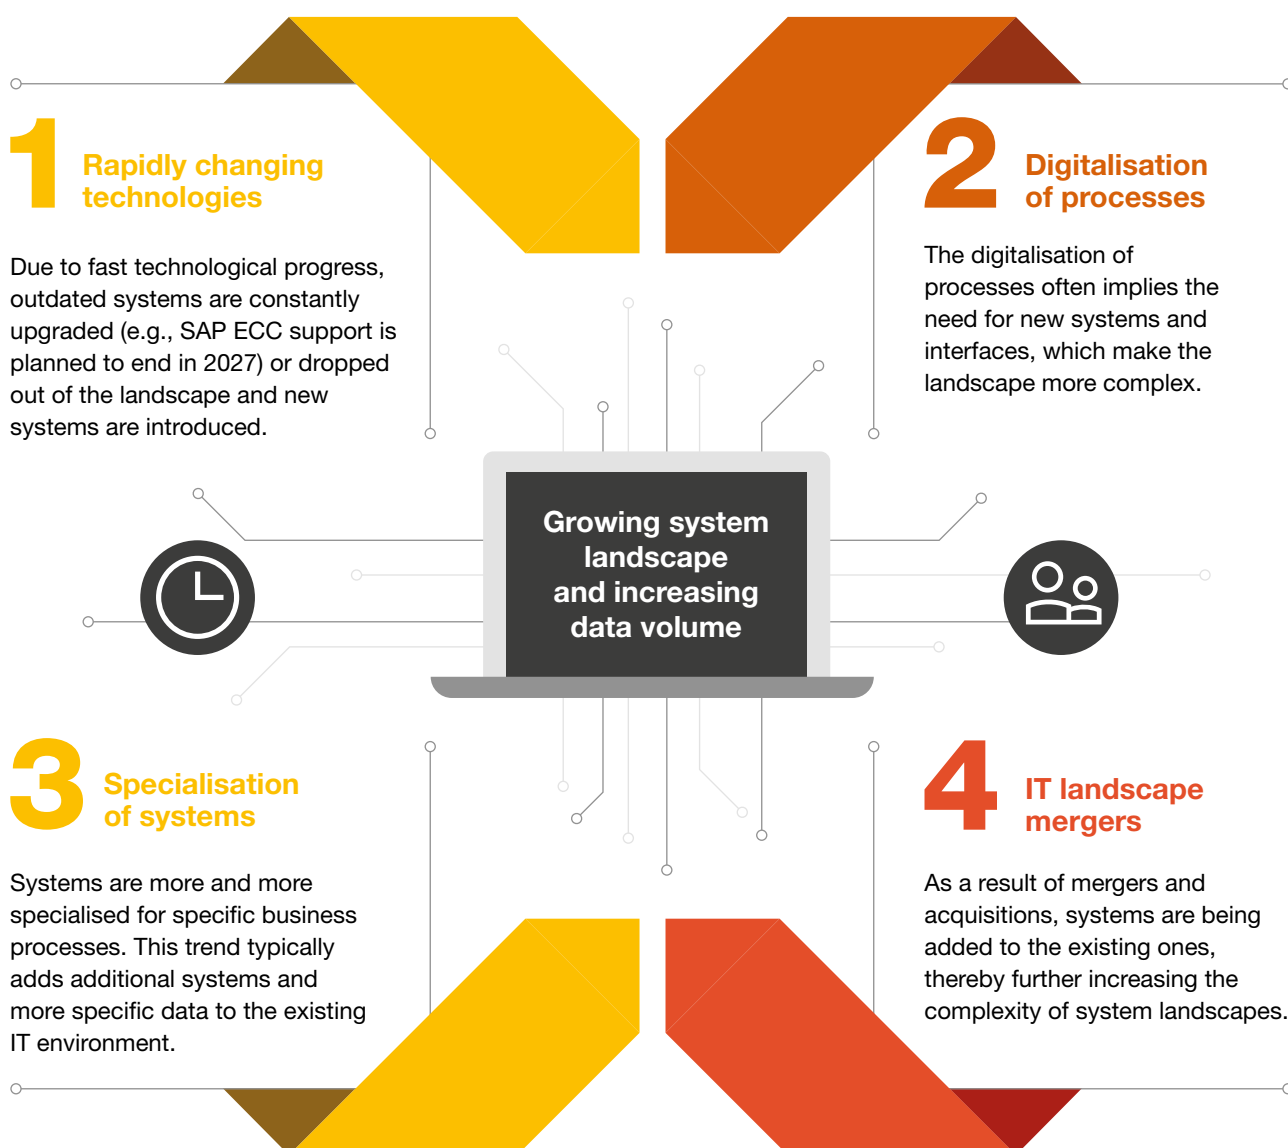 1
Rapidly changing
technologies
Due to fast technological progress,
outdated systems are constantly
upgraded (e.g., SAP ECC support is
planned to end in 2027) or dropped
out of the landscape and new
systems are introduced.
2
Digitalisation
of processes
The digitalisation of
processes often implies the
need for new systems and
interfaces, which make the
landscape more complex.
Growing system
landscape
and increasing
data volume
3
Specialisation
of systems
Systems are more and more
specialised for specific business
processes. This trend typically
adds additional systems and
more specific data to the existing
IT environment.
4
IT landscape
mergers
As a result of mergers and
acquisitions, systems are being
added to the existing ones,
thereby further increasing the
complexity of system landscapes.